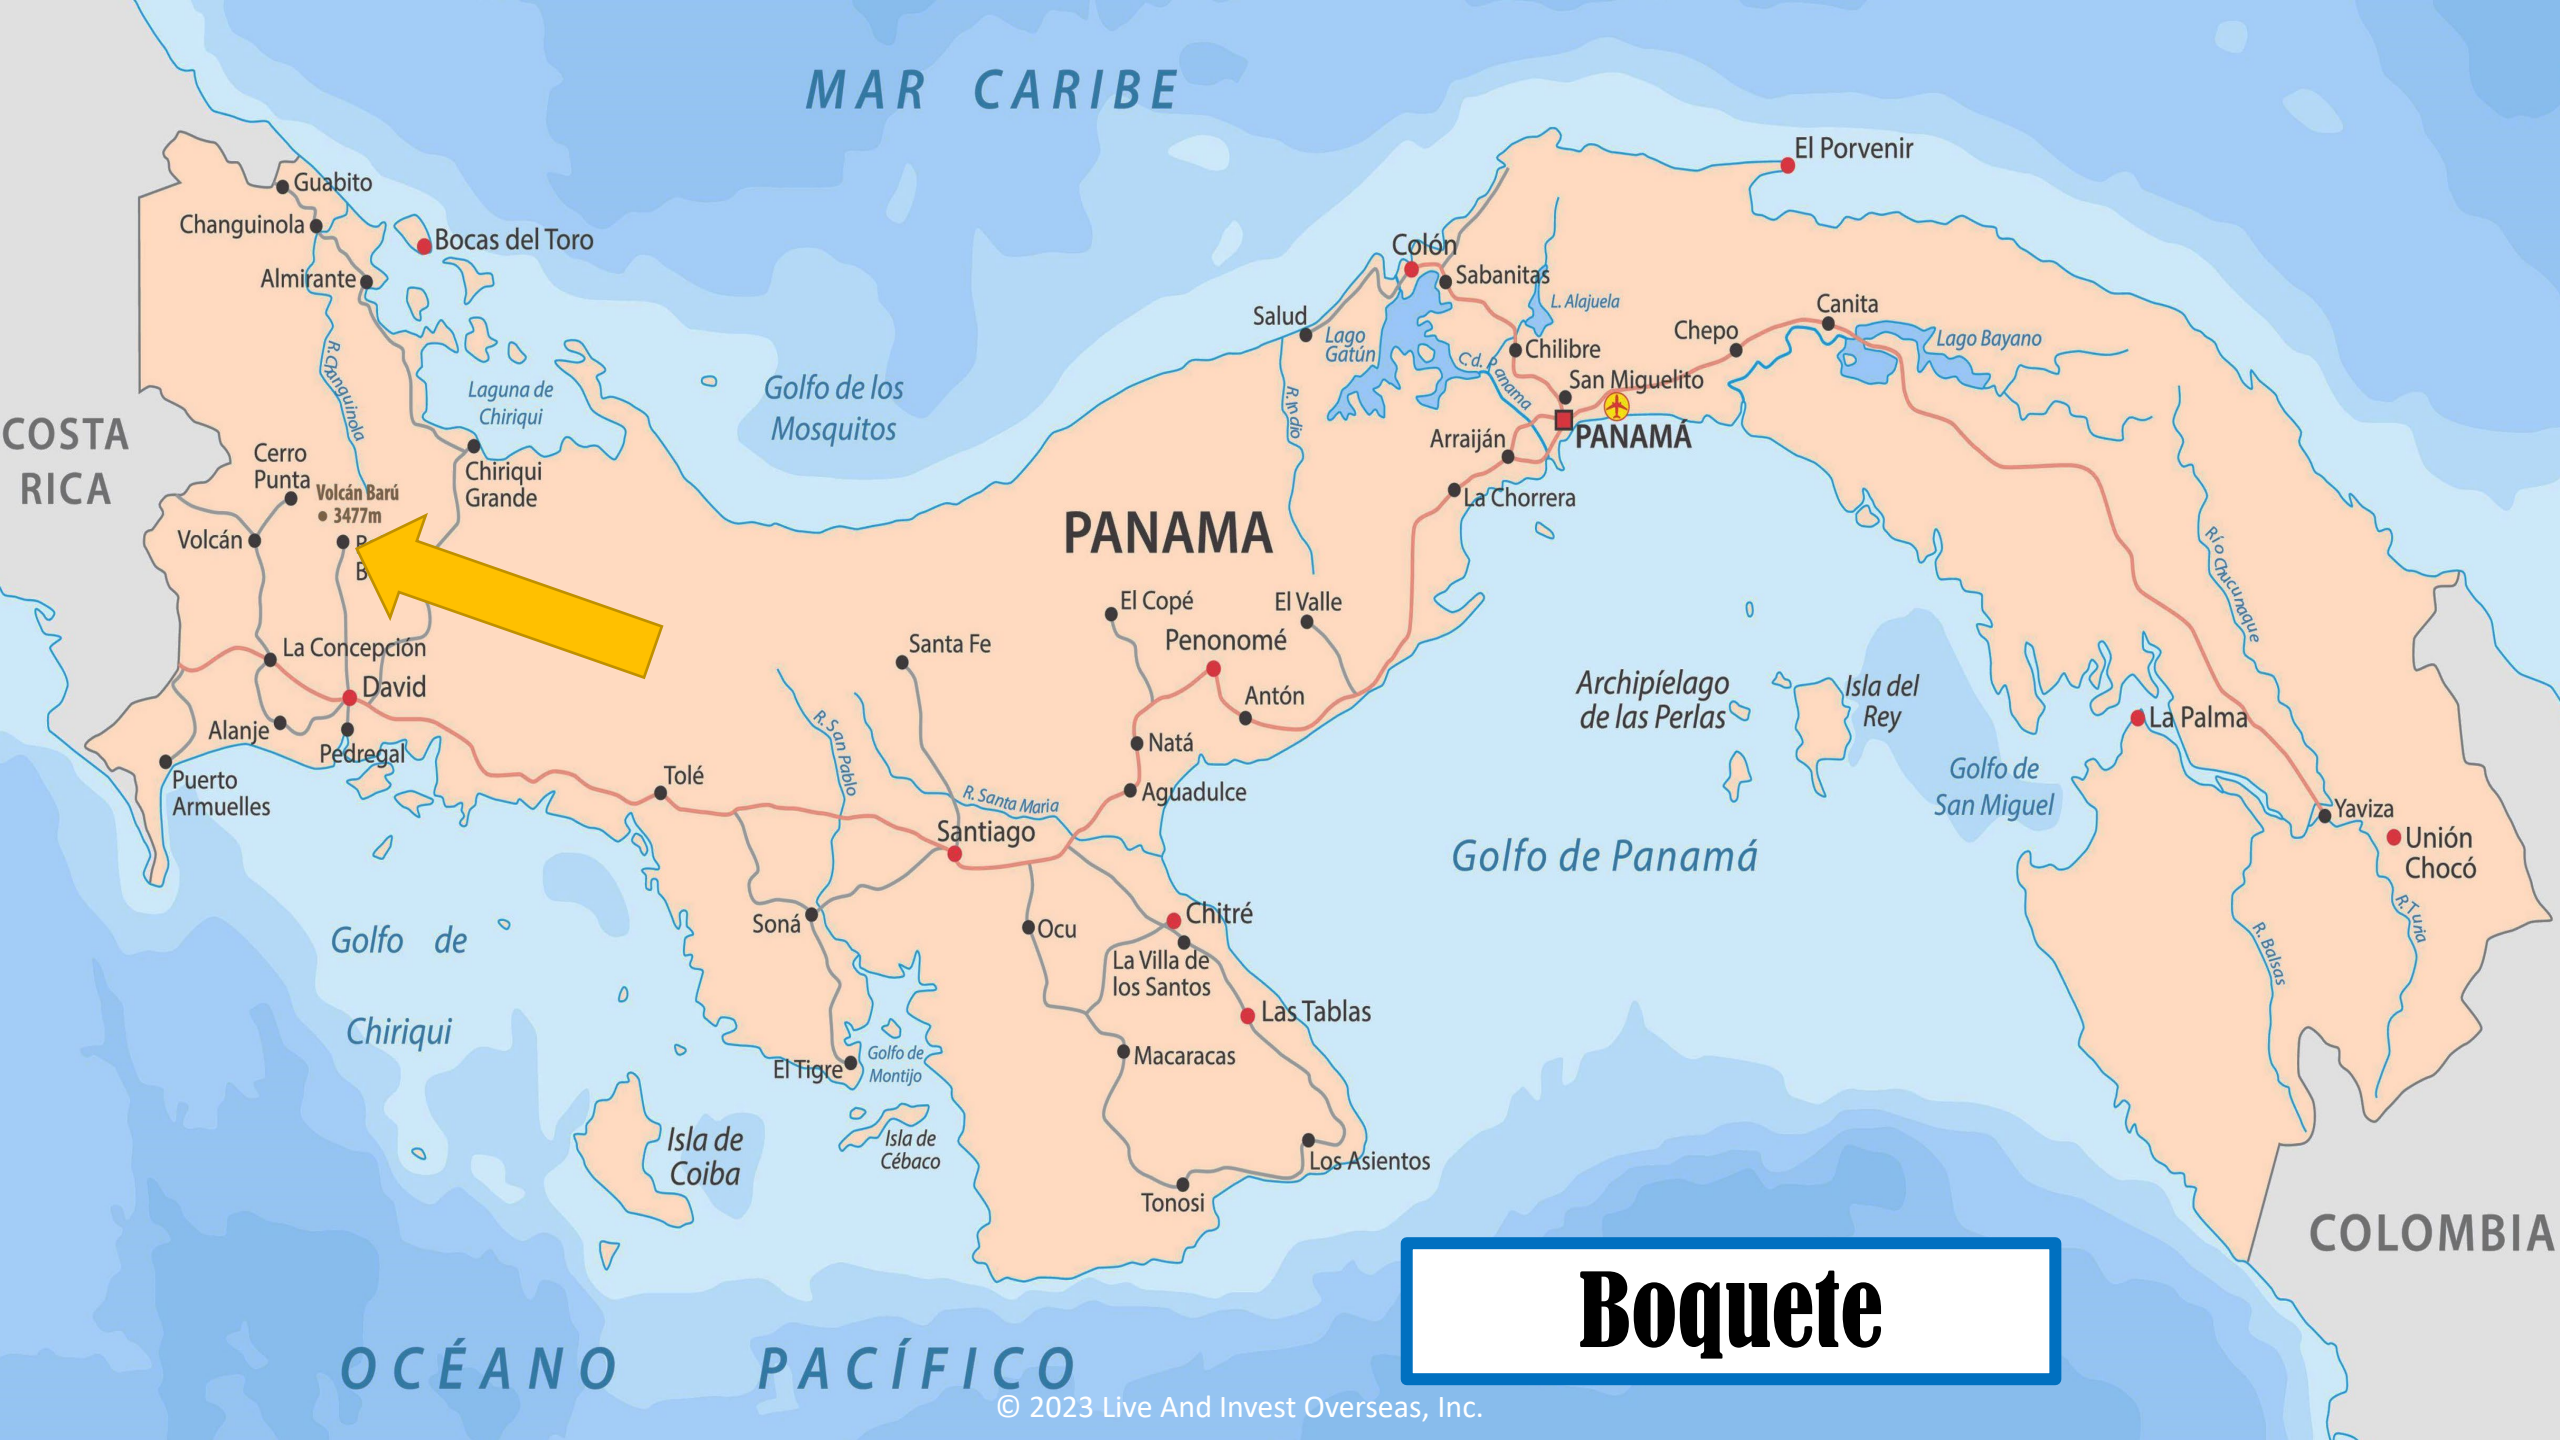 MAR CARIBE
El Porvenir
Guabito
Changuinola
Bocas del Toro
Almirante
Colón
Sabanitas
L. Alajuela
Salud
Lago
Gatún
Canita
Chepo
Lago Bayano
Chilibre
Cd. Panama
San Miguelito
R. Changuinola
Laguna de
Chiriqui
Golfo de los
Mosquitos
R. Indio
COSTA
RICA
Arraiján
PANAMÁ
Cerro
Punta
Volcán Barú
3477m
Chiriqui
Grande
La Chorrera
Volcán
PANAMA
Río Chucunaque
El Copé
El Valle
Penonomé
Santa Fe
La Concepción
David
Antón
Archipíelago
de las Perlas
Isla del
Rey
La Palma
Alanje
Pedregal
R. San Pablo
Natá
Puerto
Armuelles
Tolé
R. Santa Maria
Aguadulce
Golfo de
San Miguel
Yaviza
Santiago
Unión
Chocó
Golfo de Panamá
Soná
Ocu
Chitré
R. Turia
R. Balsas
Golfo de
Chiriqui
La Villa de
los Santos
Las Tablas
Macaracas
El Tigre
Golfo de
Montijo
Isla de
Coiba
Isla de
Cébaco
Los Asientos
Tonosi
COLOMBIA
Boquete
OCÉANO PACÍFICO
© 2023 Live And Invest Overseas, Inc.